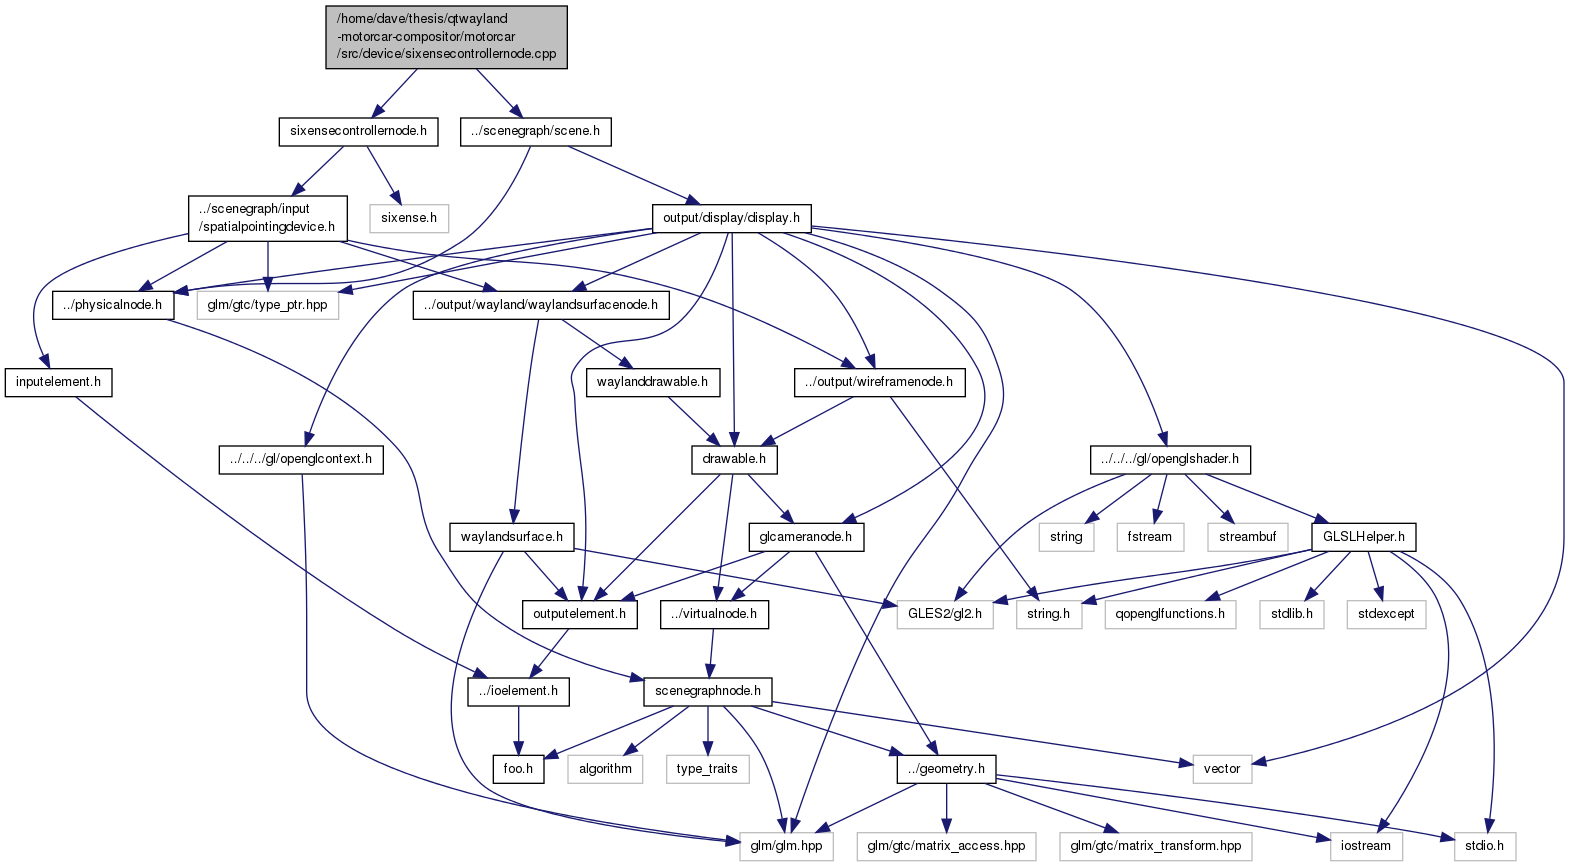 /home/dave/thesis/qtwayland
-motorcar-compositor/motorcar
/src/device/sixensecontrollernode.cpp
sixensecontrollernode.h
../scenegraph/scene.h
../scenegraph/input
/spatialpointingdevice.h
sixense.h
output/display/display.h
../physicalnode.h
glm/gtc/type_ptr.hpp
../output/wayland/waylandsurfacenode.h
inputelement.h
waylanddrawable.h
../output/wireframenode.h
../../../gl/openglcontext.h
drawable.h
../../../gl/openglshader.h
waylandsurface.h
glcameranode.h
string
fstream
streambuf
GLSLHelper.h
outputelement.h
../virtualnode.h
GLES2/gl2.h
string.h
qopenglfunctions.h
stdlib.h
stdexcept
../ioelement.h
scenegraphnode.h
foo.h
algorithm
type_traits
../geometry.h
vector
glm/glm.hpp
glm/gtc/matrix_access.hpp
glm/gtc/matrix_transform.hpp
iostream
stdio.h